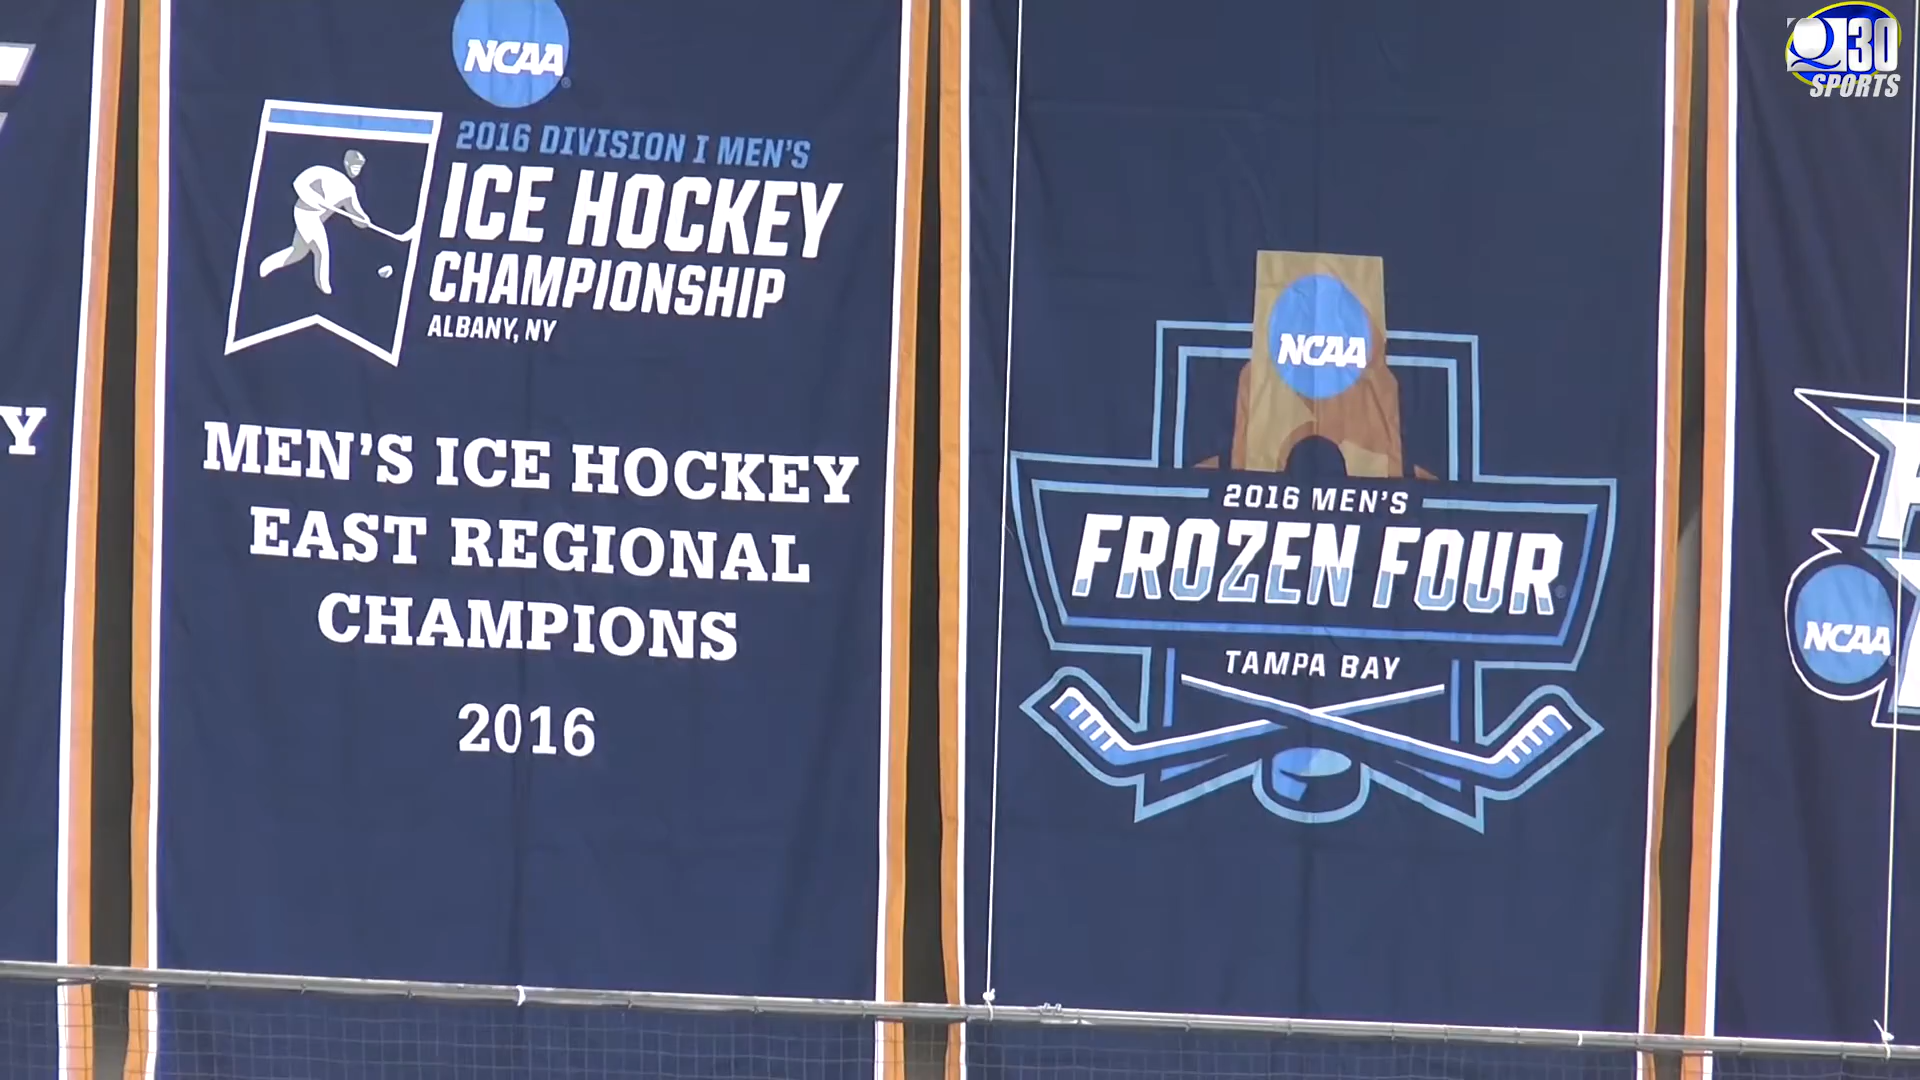 Y
NCAA
2016 DIVISION I MEN'S
ICE HOCKEY
CHAMPIONSHIP
ALBANY, NY
MEN'S ICE HOCKEY
EAST REGIONAL
CHAMPIONS
2016
NCAA
2016 MEN'S
FROZEN FOUR
TAMPA BAY
NCAA
Q30
SPORTS